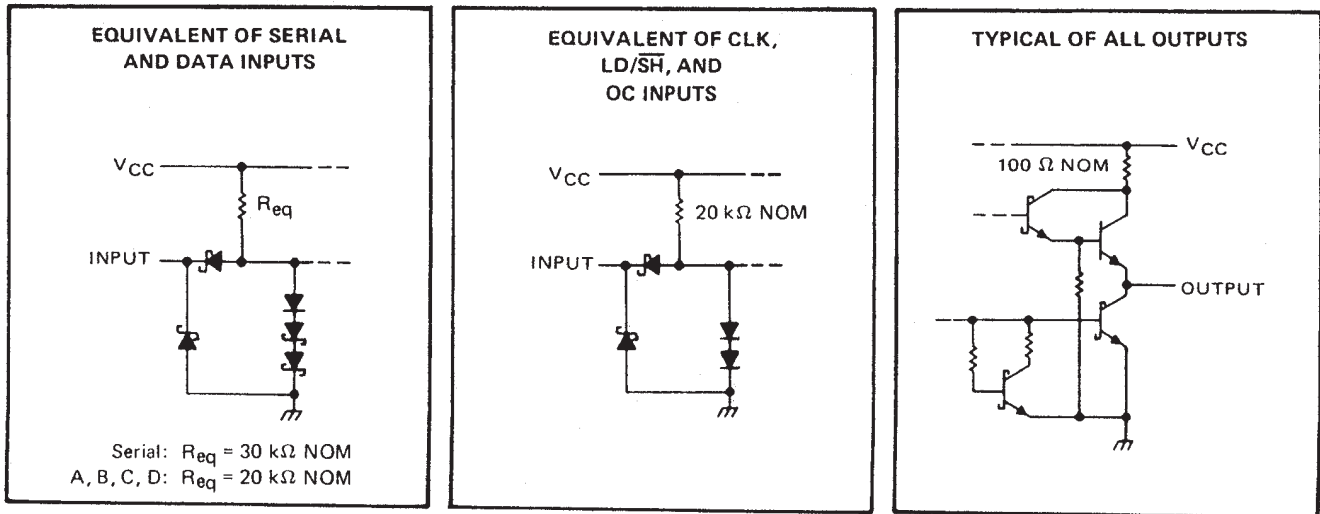 EQUIVALENT OF SERIAL
AND DATA INPUTS
VCC
Req
INPUT
Serial: Req = 30 kΩ NOM
A, B, C, D: Req = 20 kΩ NOM
EQUIVALENT OF CLK,
LD/S̅H̅, AND
OC INPUTS
VCC
20 kΩ NOM
INPUT
TYPICAL OF ALL OUTPUTS
VCC
100 Ω NOM
OUTPUT